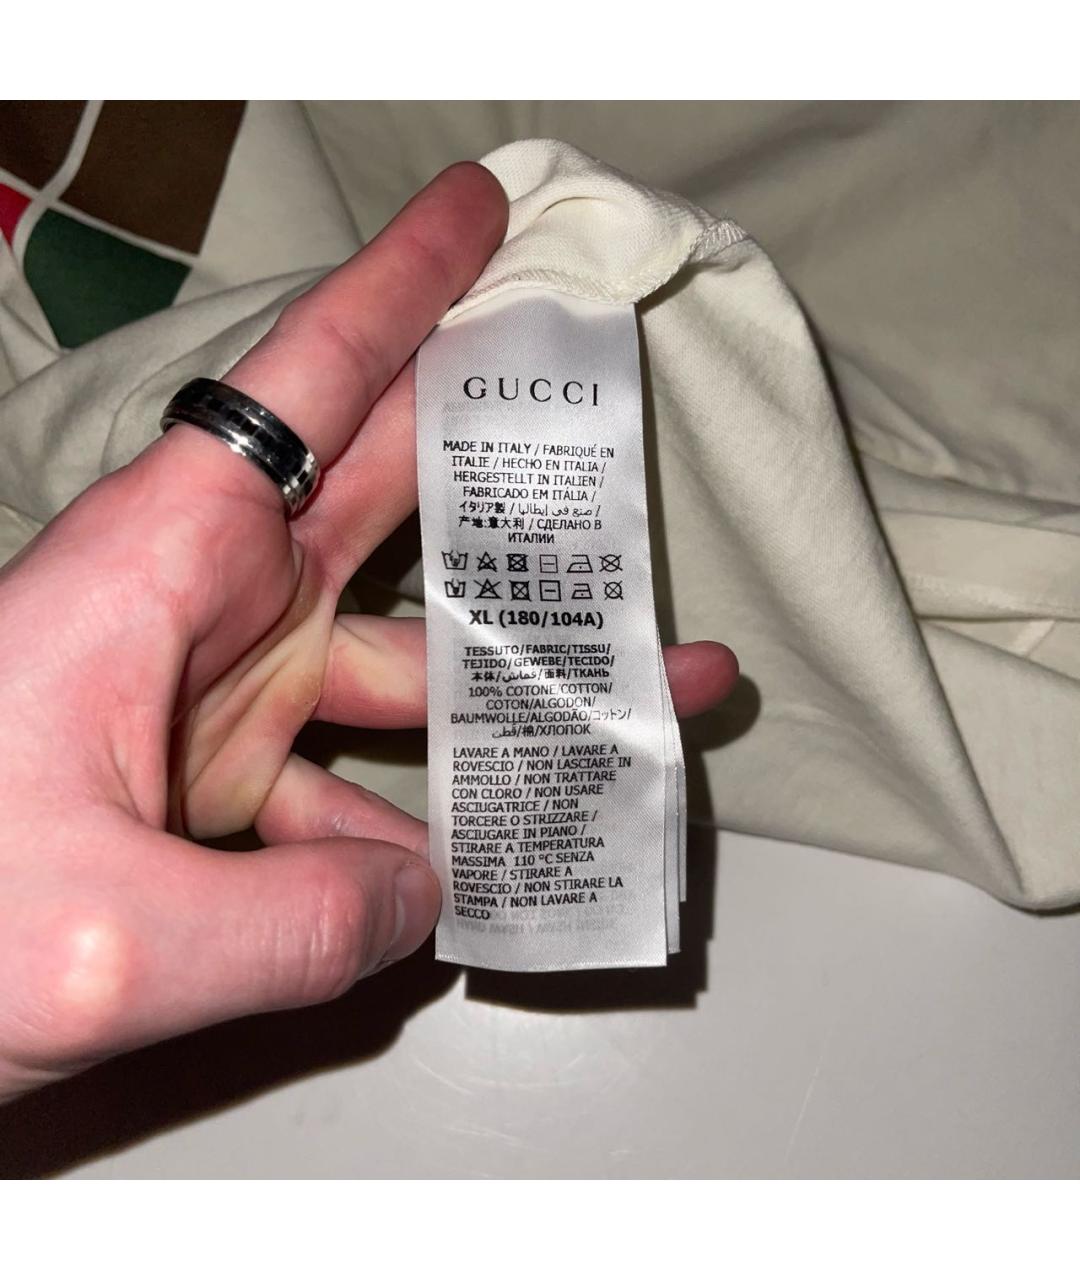 GUCCI
MADE IN ITALY / FABRIQUÉ EN
ITALIE / HECHO EN ITALIA /
HERGESTELLT IN ITALIEN /
FABRICADO EM ITÁLIA /
イタリア製 / صنع في إيطاليا /
产地:意大利 / СДЕЛАНО В
ИТАЛИИ
XL (180/104A)
TESSUTO/FABRIC/TISSU/
TEJIDO/GEWEBE/TECIDO/
本体/قماش/面料/ТКАНЬ
100% COTONE/COTTON/
COTON/ALGODON/
BAUMWOLLE/ALGODÃO/コットン/
قطن/棉/ХЛОПОК
LAVARE A MANO / LAVARE A
ROVESCIO / NON LASCIARE IN
AMMOLLO / NON TRATTARE
CON CLORO / NON USARE
ASCIUGATRICE / NON
TORCERE O STRIZZARE /
ASCIUGARE IN PIANO /
STIRARE A TEMPERATURA
MASSIMA 110 °C SENZA
VAPORE / STIRARE A
ROVESCIO / NON STIRARE LA
STAMPA / NON LAVARE A
SECCO